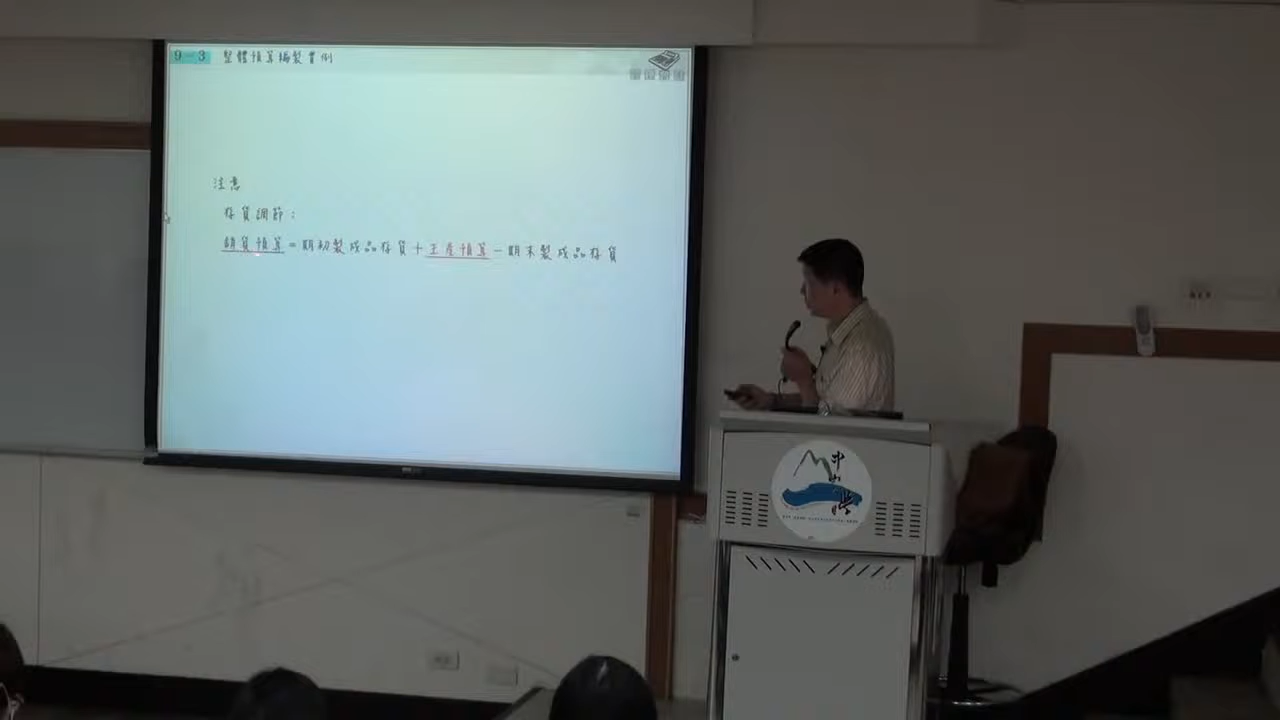 9-3 整體預算編製實例
注意
存貨調節：
銷貨預算=期初製成品存貨+生產預算-期末製成品存貨